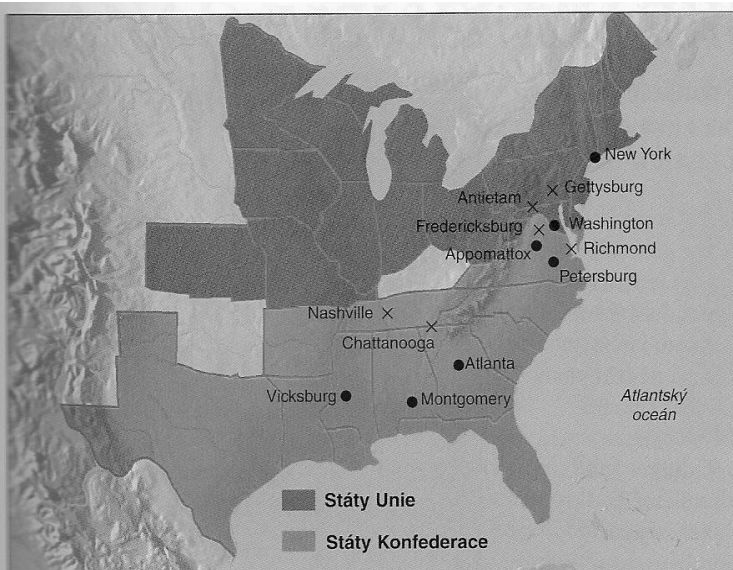 New York
Gettysburg
Antietam
Washington
Fredericksburg
Richmond
Appomattox
Petersburg
Nashville
Chattanooga
Atlanta
Vicksburg
Montgomery
Atlantský
oceán
Státy Unie
Státy Konfederace